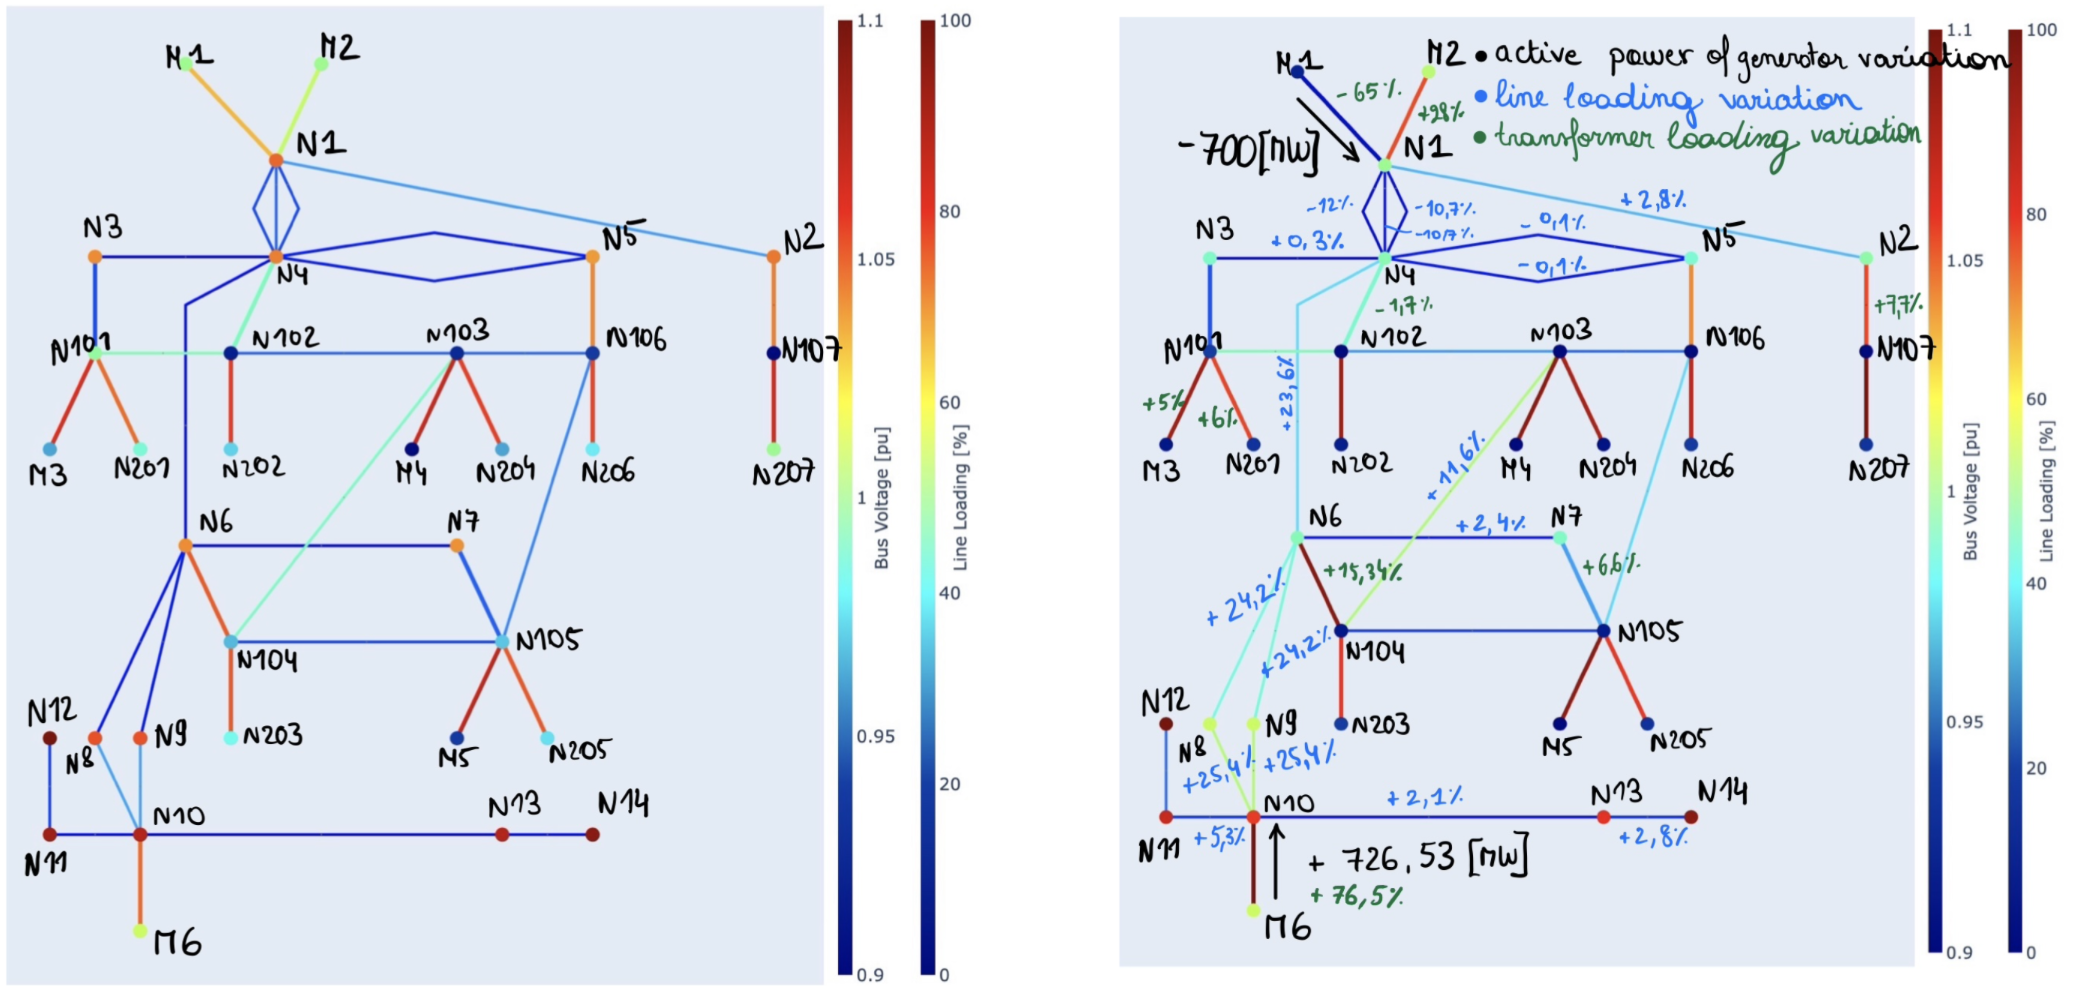 M1
M2
N1
N3
N4
N5
N2
N101
N102
N103
N106
N107
M3
N201
N202
M4
N204
N206
N207
N6
N7
N104
N105
N12
N8
N9
N203
M5
N205
N10
N13
N14
N11
M6
1.1
1.05
1
0.95
0.9
Bus Voltage [pu]
100
80
60
40
20
0
Line Loading [%]
M1
M2
• active power of generator variation
• line loading variation
• transformer loading variation
-65%
+28%
-700[MW]
N1
-12%
-10,7%
-10,7%
+2,8%
N3
+0,3%
-0,1%
-0,1%
N5
N2
N4
-1,7%
+7,7%
N101
N102
N103
N106
N107
+5%
+6%
+23,6%
M3
N201
N202
M4
N204
N206
N207
+11,6%
N6
+2,4%
N7
+24,2%
+15,34%
+6,6%
+24,2%
N104
N105
N12
N8
N9
N203
M5
N205
+25,4%
+25,4%
N10
+2,1%
N13
N14
N11
+5,3%
+2,8%
+ 726,53 [MW]
+ 76,5%
M6
1.1
1.05
1
0.95
0.9
Bus Voltage [pu]
100
80
60
40
20
0
Line Loading [%]